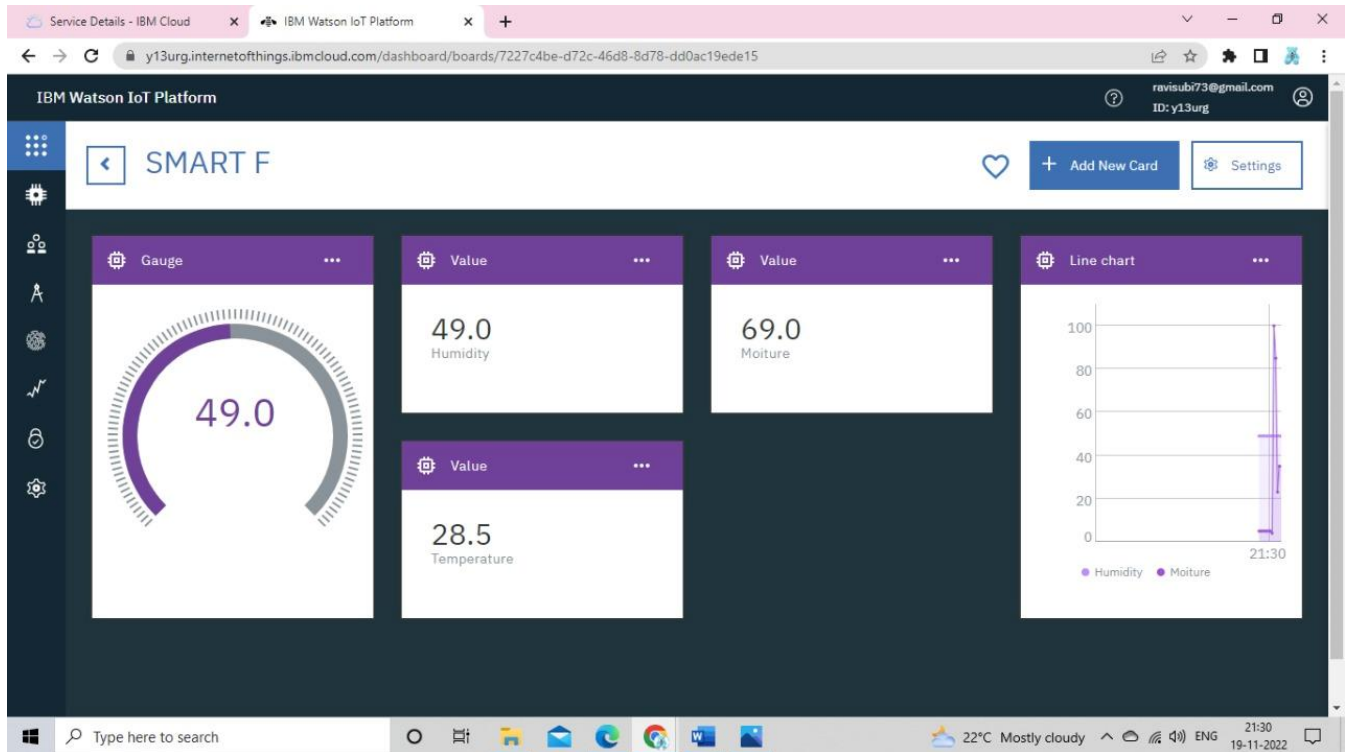 Service Details - IBM Cloud
IBM Watson IoT Platform
y13urg.internetofthings.ibmcloud.com/dashboard/boards/7227c4be-d72c-46d8-8d78-dd0ac19ede15
IBM Watson IoT Platform
ravisubi73@gmail.com
ID: y13urg
SMART F
+ Add New Card
Settings
Gauge
49.0
Value
49.0
Humidity
Value
69.0
Moiture
Value
28.5
Temperature
Line chart
100
80
60
40
20
0
21:30
Humidity Moiture
Type here to search
22°C Mostly cloudy
ENG
21:30
19-11-2022